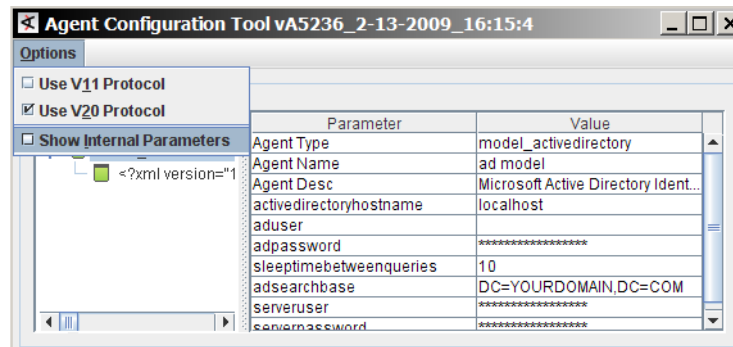 Agent Configuration Tool vA5236_2-13-2009_16:15:4
Options
Use V11 Protocol
Use V20 Protocol
Show Internal Parameters
<?xml version="1
Parameter Value
Agent Type model_activedirectory
Agent Name ad model
Agent Desc Microsoft Active Directory Ident...
activedirectoryhostname localhost
aduser
adpassword *****************
sleeptimebetweenqueries 10
adsearchbase DC=YOURDOMAIN,DC=COM
serveruser *****************
serverpassword *****************